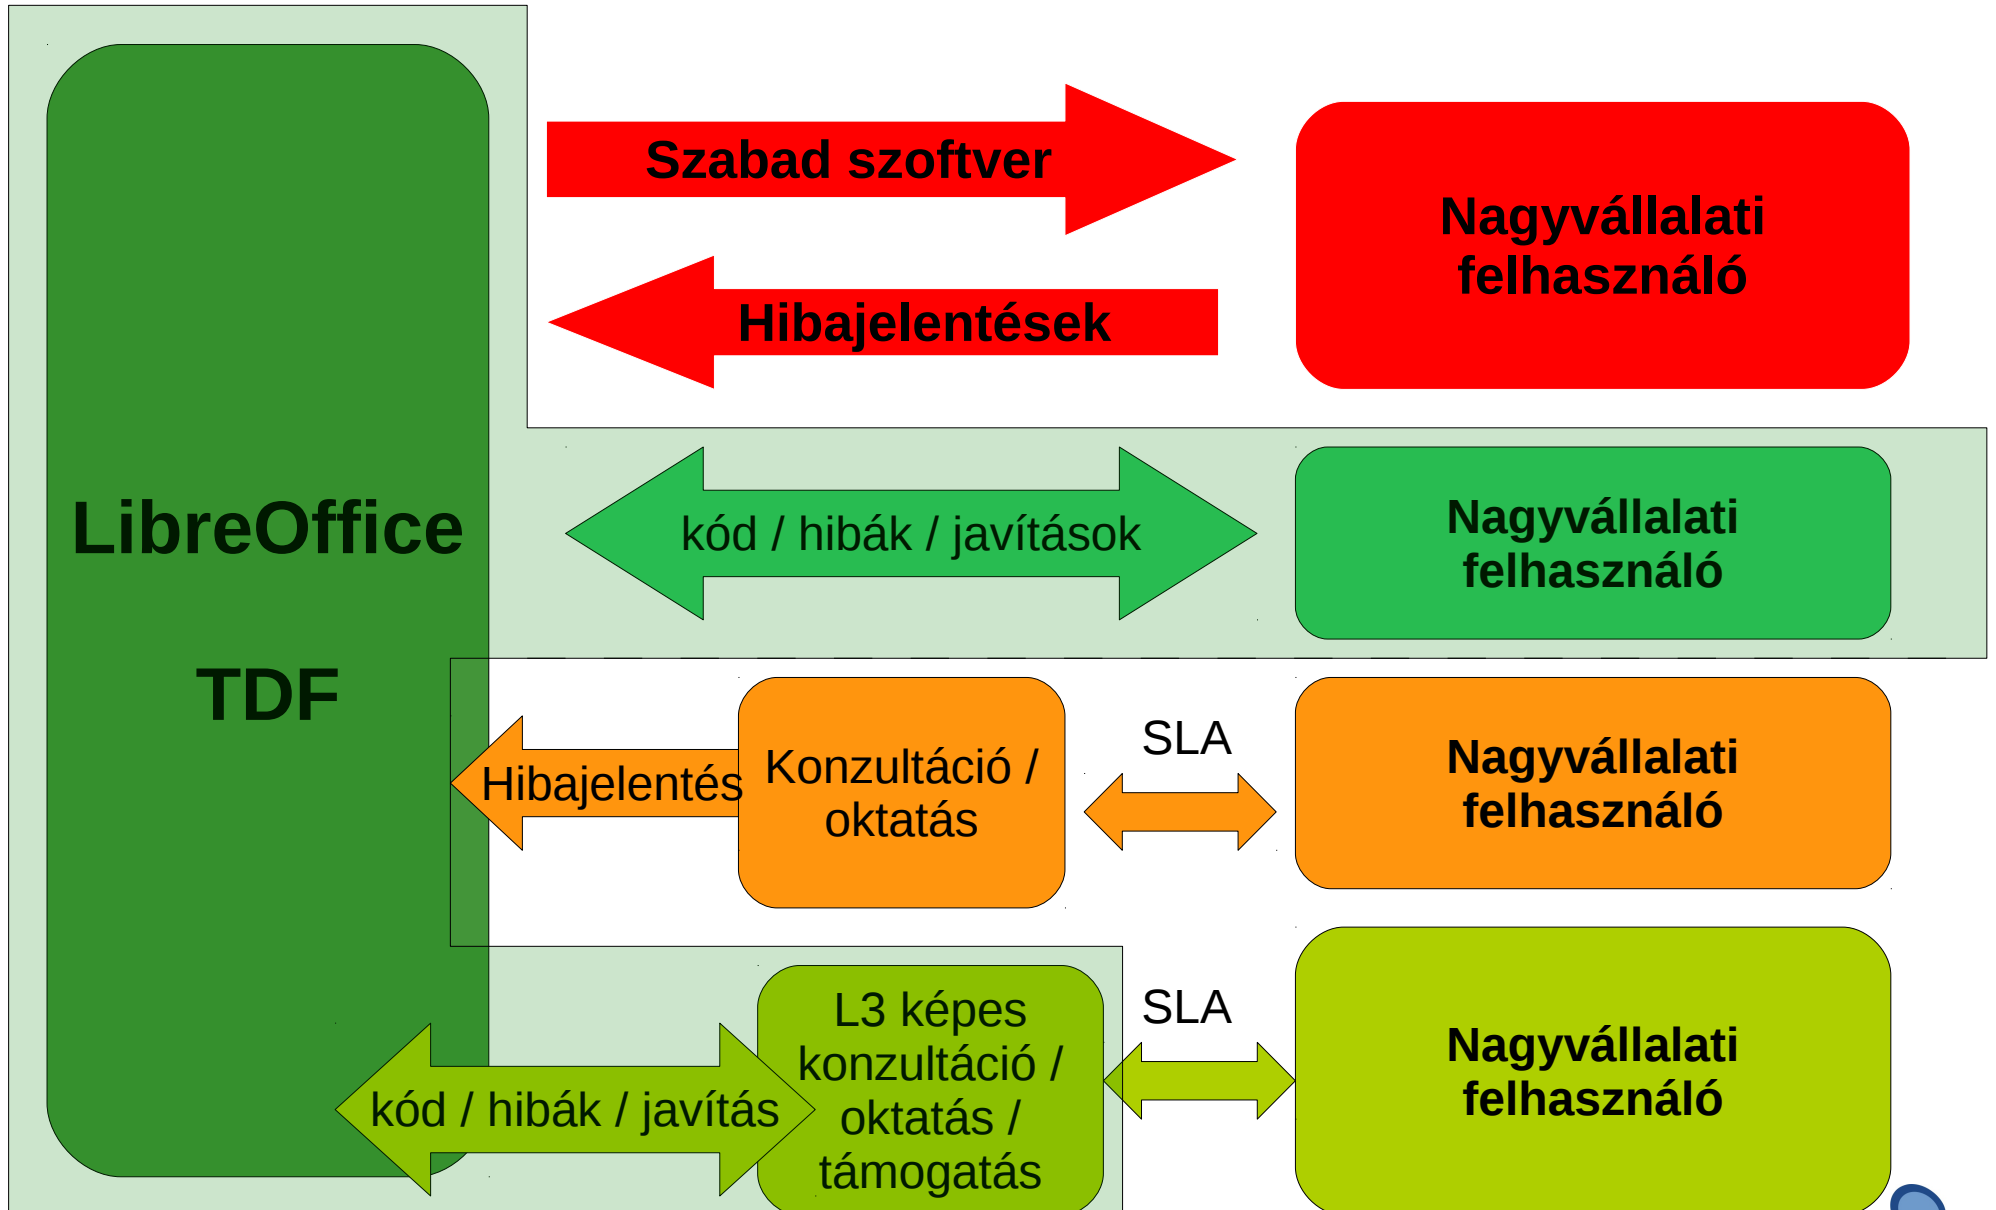 LibreOffice
TDF
Szabad szoftver
Hibajelentések
Nagyvállalati
felhasználó
kód / hibák / javítások
Nagyvállalati
felhasználó
Hibajelentés
Konzultáció /
oktatás
SLA
Nagyvállalati
felhasználó
kód / hibák / javítás
L3 képes
konzultáció /
oktatás /
támogatás
SLA
Nagyvállalati
felhasználó